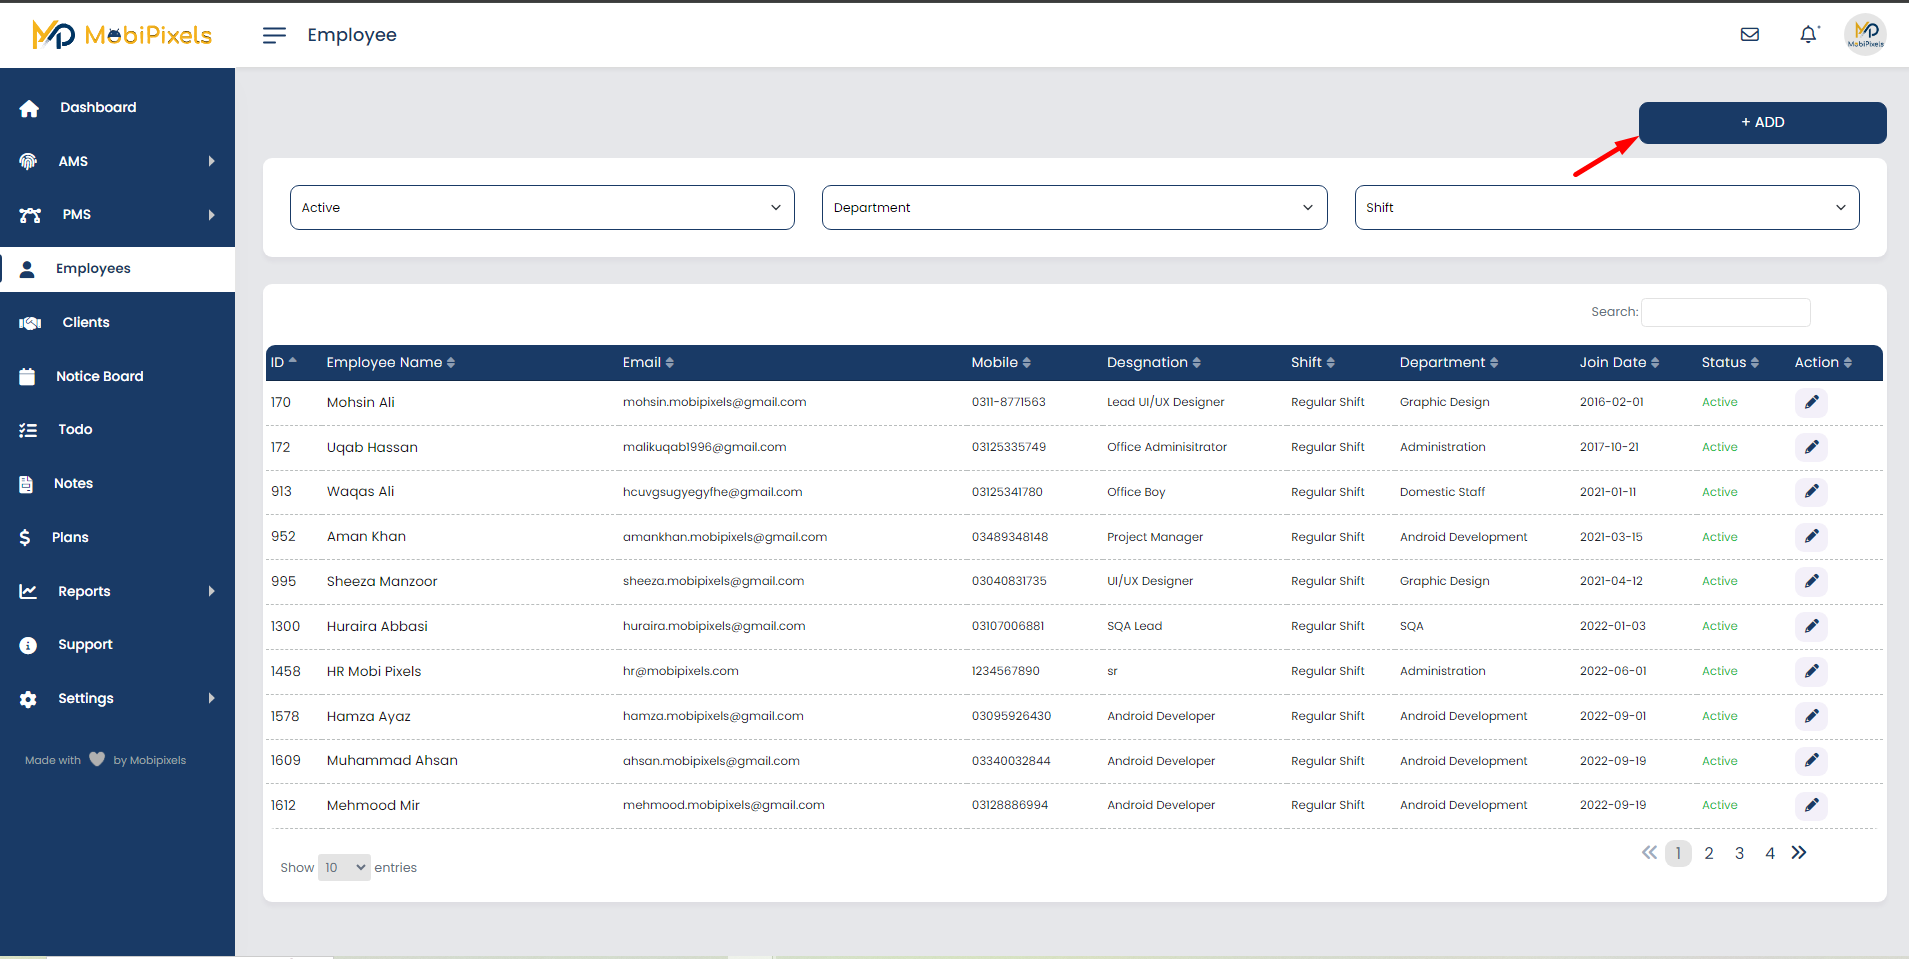 MP MobiPixels
Employee
MP
MobiPixels
Dashboard
AMS
PMS
Employees
Clients
Notice Board
Todo
Notes
Plans
Reports
Support
Settings
Made with by Mobipixels
+ ADD
Active Department Shift
Search:
ID Employee Name Email Mobile Desgnation Shift Department Join Date Status Action
170 Mohsin Ali mohsin.mobipixels@gmail.com 0311-8771563 Lead UI/UX Designer Regular Shift Graphic Design 2016-02-01 Active
172 Uqab Hassan malikuqab1996@gmail.com 03125335749 Office Adminisitrator Regular Shift Administration 2017-10-21 Active
913 Waqas Ali hcuvgsugyegyfhe@gmail.com 03125341780 Office Boy Regular Shift Domestic Staff 2021-01-11 Active
952 Aman Khan amankhan.mobipixels@gmail.com 03489348148 Project Manager Regular Shift Android Development 2021-03-15 Active
995 Sheeza Manzoor sheeza.mobipixels@gmail.com 03040831735 UI/UX Designer Regular Shift Graphic Design 2021-04-12 Active
1300 Huraira Abbasi huraira.mobipixels@gmail.com 03107006881 SQA Lead Regular Shift SQA 2022-01-03 Active
1458 HR Mobi Pixels hr@mobipixels.com 1234567890 sr Regular Shift Administration 2022-06-01 Active
1578 Hamza Ayaz hamza.mobipixels@gmail.com 03095926430 Android Developer Regular Shift Android Development 2022-09-01 Active
1609 Muhammad Ahsan ahsan.mobipixels@gmail.com 03340032844 Android Developer Regular Shift Android Development 2022-09-19 Active
1612 Mehmood Mir mehmood.mobipixels@gmail.com 03128886994 Android Developer Regular Shift Android Development 2022-09-19 Active
Show 10 entries
« 1 2 3 4 »